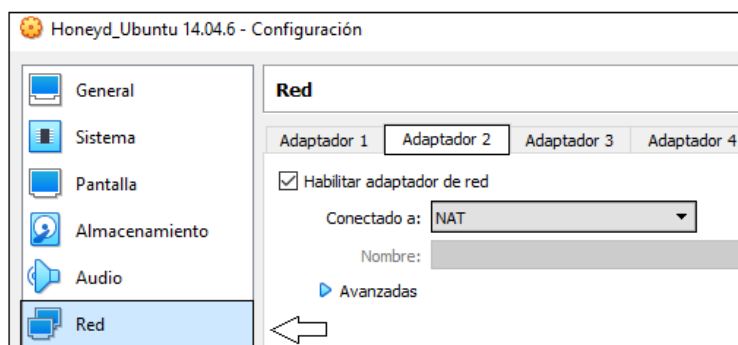 Honeyd_Ubuntu 14.04.6 - Configuración
General
Sistema
Pantalla
Almacenamiento
Audio
Red
Red
Adaptador 1 Adaptador 2 Adaptador 3 Adaptador 4
Habilitar adaptador de red
Conectado a: NAT
Nombre:
Avanzadas